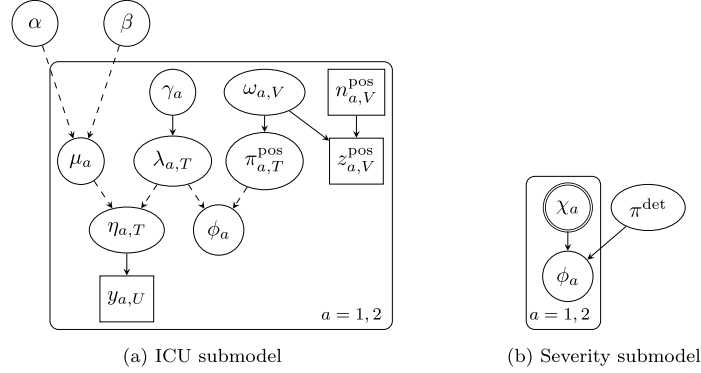 α β
γ_a ω_{a,V} n^{pos}_{a,V}
μ_a λ_{a,T} π^{pos}_{a,T} z^{pos}_{a,V}
η_{a,T} ϕ_a
y_{a,U}
a = 1, 2
(a) ICU submodel
χ_a π^{det}
ϕ_a
a = 1, 2
(b) Severity submodel